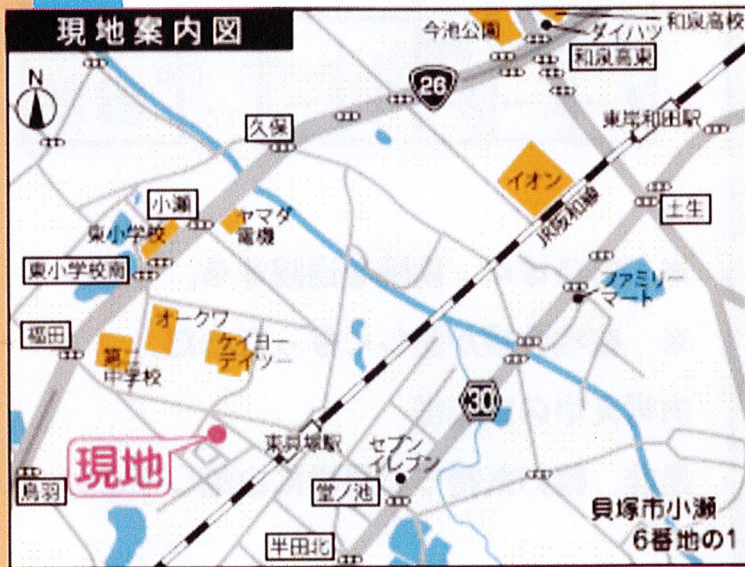 現地案内図
今池公園
ダイハツ
和泉高校
和泉高東
N
26
久保
東岸和田駅
イオン
JR阪和線
土生
小瀬
ヤマダ
電機
東小学校
東小学校南
ファミリー
マート
福田
オークワ
第三
中学校
ケイヨー
デイツー
30
現地
東貝塚駅
セブン
イレブン
鳥羽
堂ノ池
半田北
貝塚市小瀬
6番地の1